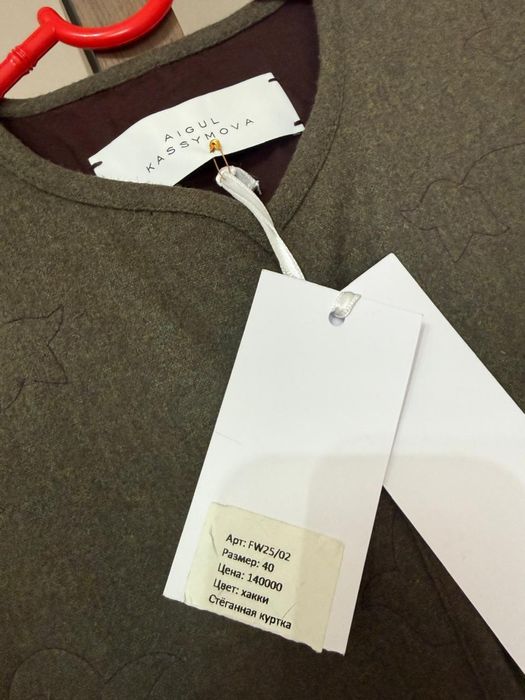 AIGUL
KASSYMOVA
Арт: FW25/02
Размер: 40
Цена: 140000
Цвет: хакки
Стёганная куртка